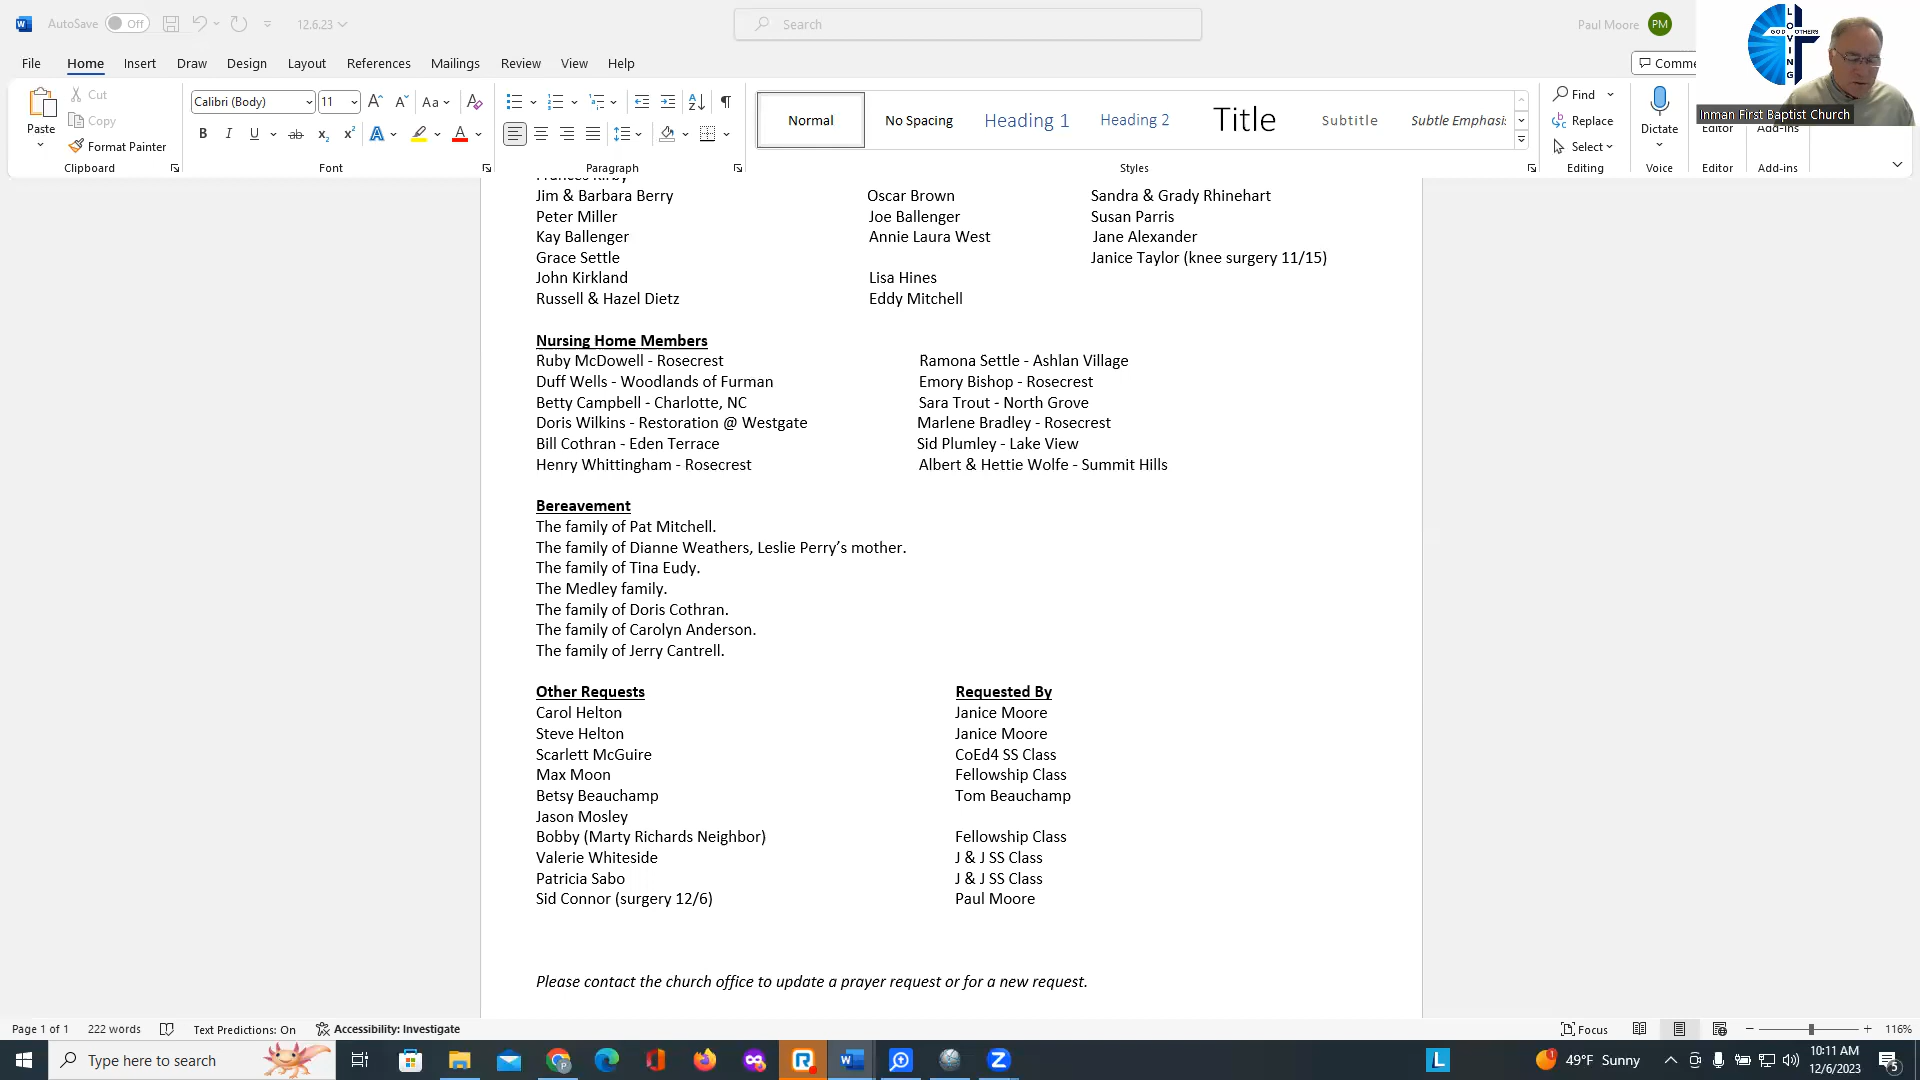 AutoSave Off 12.6.23 Search Paul Moore PM
File Home Insert Draw Design Layout References Mailings Review View Help Comme
LOVING
GOD OTHERS
Inman First Baptist Church
Paste Cut Copy Format Painter
Clipboard
Calibri (Body) 11
Font
Paragraph
Normal No Spacing Heading 1 Heading 2 Title Subtitle Subtle Emphasis
Styles
Find Replace Select
Editing
Dictate
Voice
Editor
Editor
Add-ins
Add-ins
Frances Kirby
Jim & Barbara Berry Oscar Brown Sandra & Grady Rhinehart
Peter Miller Joe Ballenger Susan Parris
Kay Ballenger Annie Laura West Jane Alexander
Grace Settle Janice Taylor (knee surgery 11/15)
John Kirkland Lisa Hines
Russell & Hazel Dietz Eddy Mitchell
Nursing Home Members
Ruby McDowell - Rosecrest Ramona Settle - Ashlan Village
Duff Wells - Woodlands of Furman Emory Bishop - Rosecrest
Betty Campbell - Charlotte, NC Sara Trout - North Grove
Doris Wilkins - Restoration @ Westgate Marlene Bradley - Rosecrest
Bill Cothran - Eden Terrace Sid Plumley - Lake View
Henry Whittingham - Rosecrest Albert & Hettie Wolfe - Summit Hills
Bereavement
The family of Pat Mitchell.
The family of Dianne Weathers, Leslie Perry’s mother.
The family of Tina Eudy.
The Medley family.
The family of Doris Cothran.
The family of Carolyn Anderson.
The family of Jerry Cantrell.
Other Requests Requested By
Carol Helton Janice Moore
Steve Helton Janice Moore
Scarlett McGuire CoEd4 SS Class
Max Moon Fellowship Class
Betsy Beauchamp Tom Beauchamp
Jason Mosley
Bobby (Marty Richards Neighbor) Fellowship Class
Valerie Whiteside J & J SS Class
Patricia Sabo J & J SS Class
Sid Connor (surgery 12/6) Paul Moore
Please contact the church office to update a prayer request or for a new request.
Page 1 of 1 222 words Text Predictions: On Accessibility: Investigate Focus 116%
Type here to search 49°F Sunny 10:11 AM
12/6/2023 5